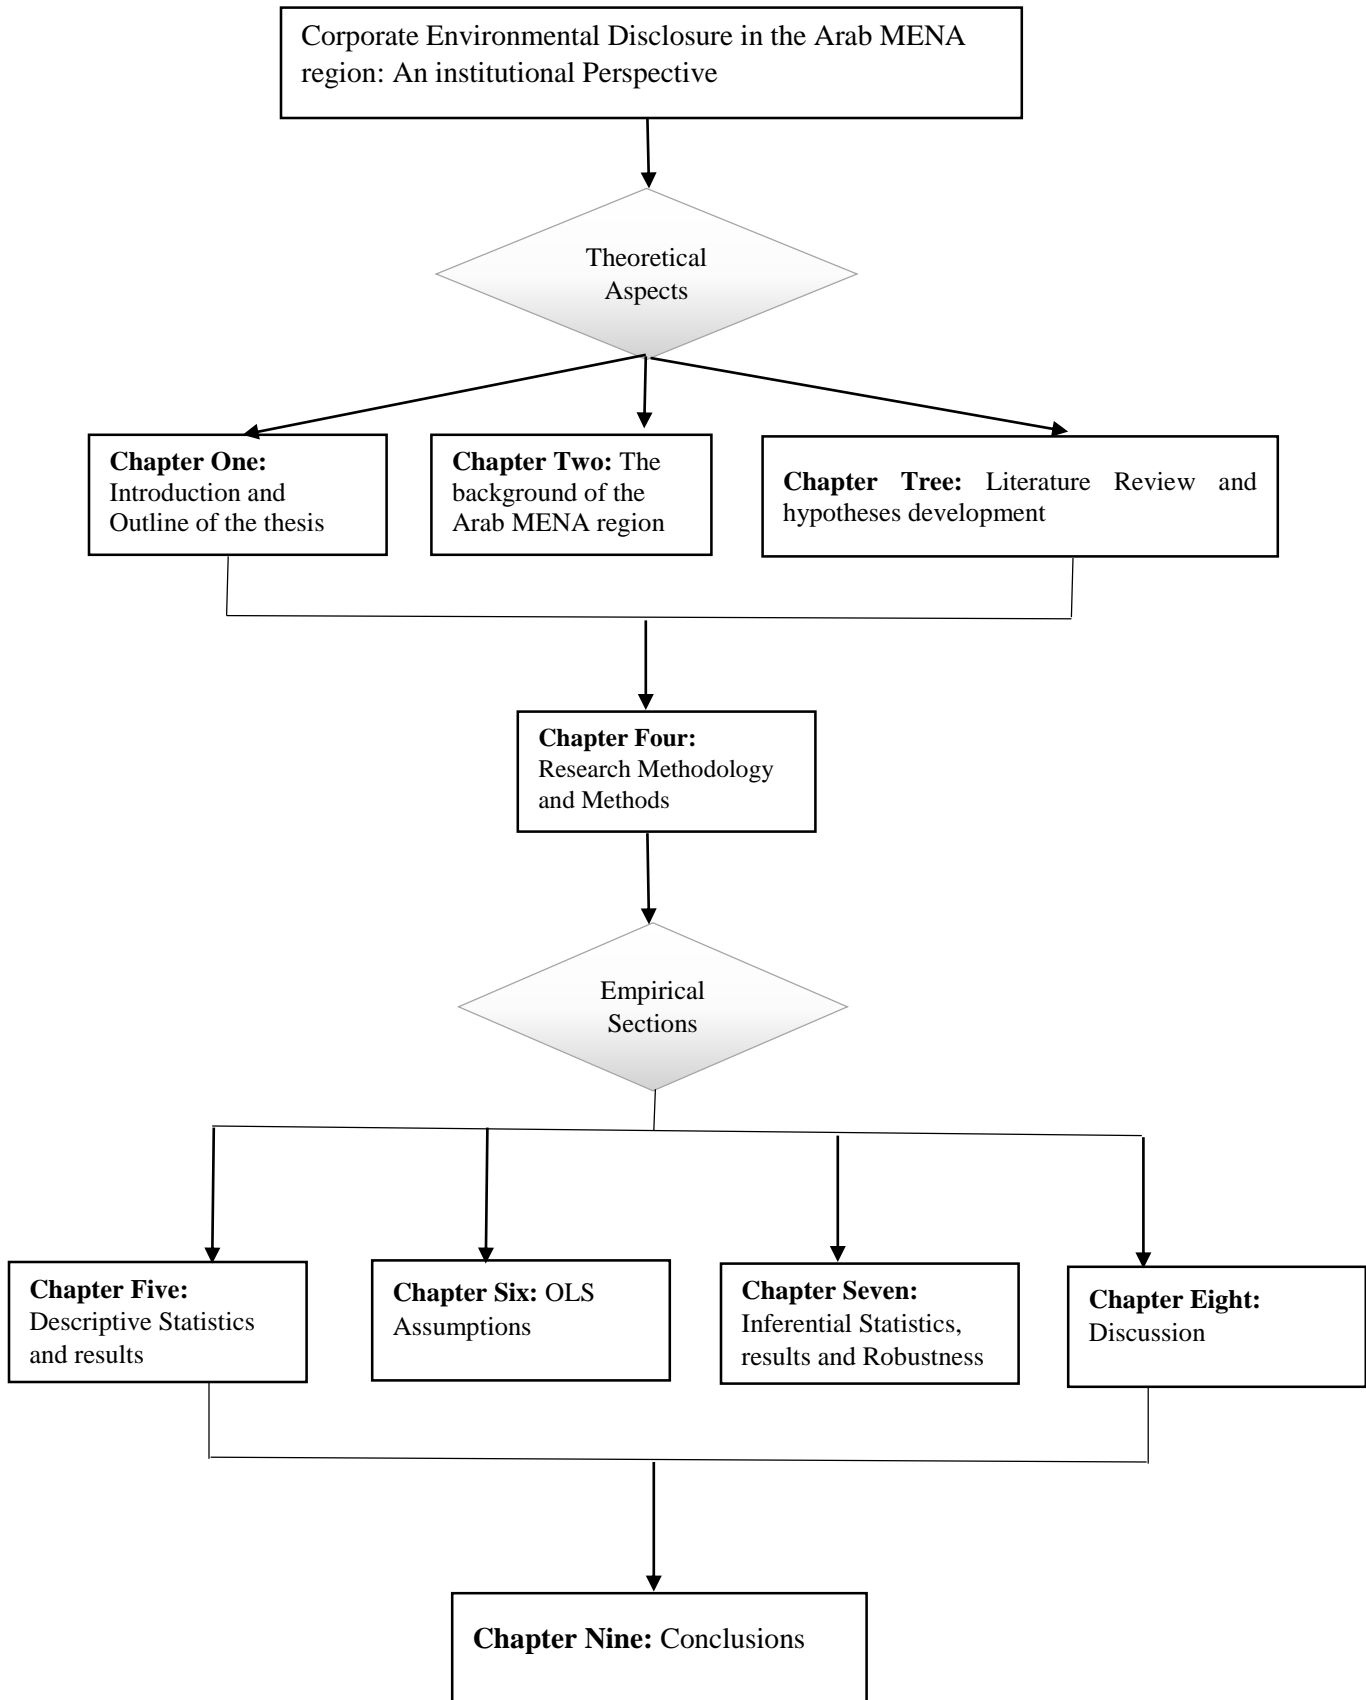 Corporate Environmental Disclosure in the Arab MENA
region: An institutional Perspective
Theoretical
Aspects
Chapter One:
Introduction and
Outline of the thesis
Chapter Two: The
background of the
Arab MENA region
Chapter Tree: Literature Review and
hypotheses development
Chapter Four:
Research Methodology
and Methods
Empirical
Sections
Chapter Five:
Descriptive Statistics
and results
Chapter Six: OLS
Assumptions
Chapter Seven:
Inferential Statistics,
results and Robustness
Chapter Eight:
Discussion
Chapter Nine: Conclusions